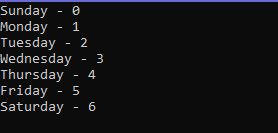 Sunday - 0
Monday - 1
Tuesday - 2
Wednesday - 3
Thursday - 4
Friday - 5
Saturday - 6